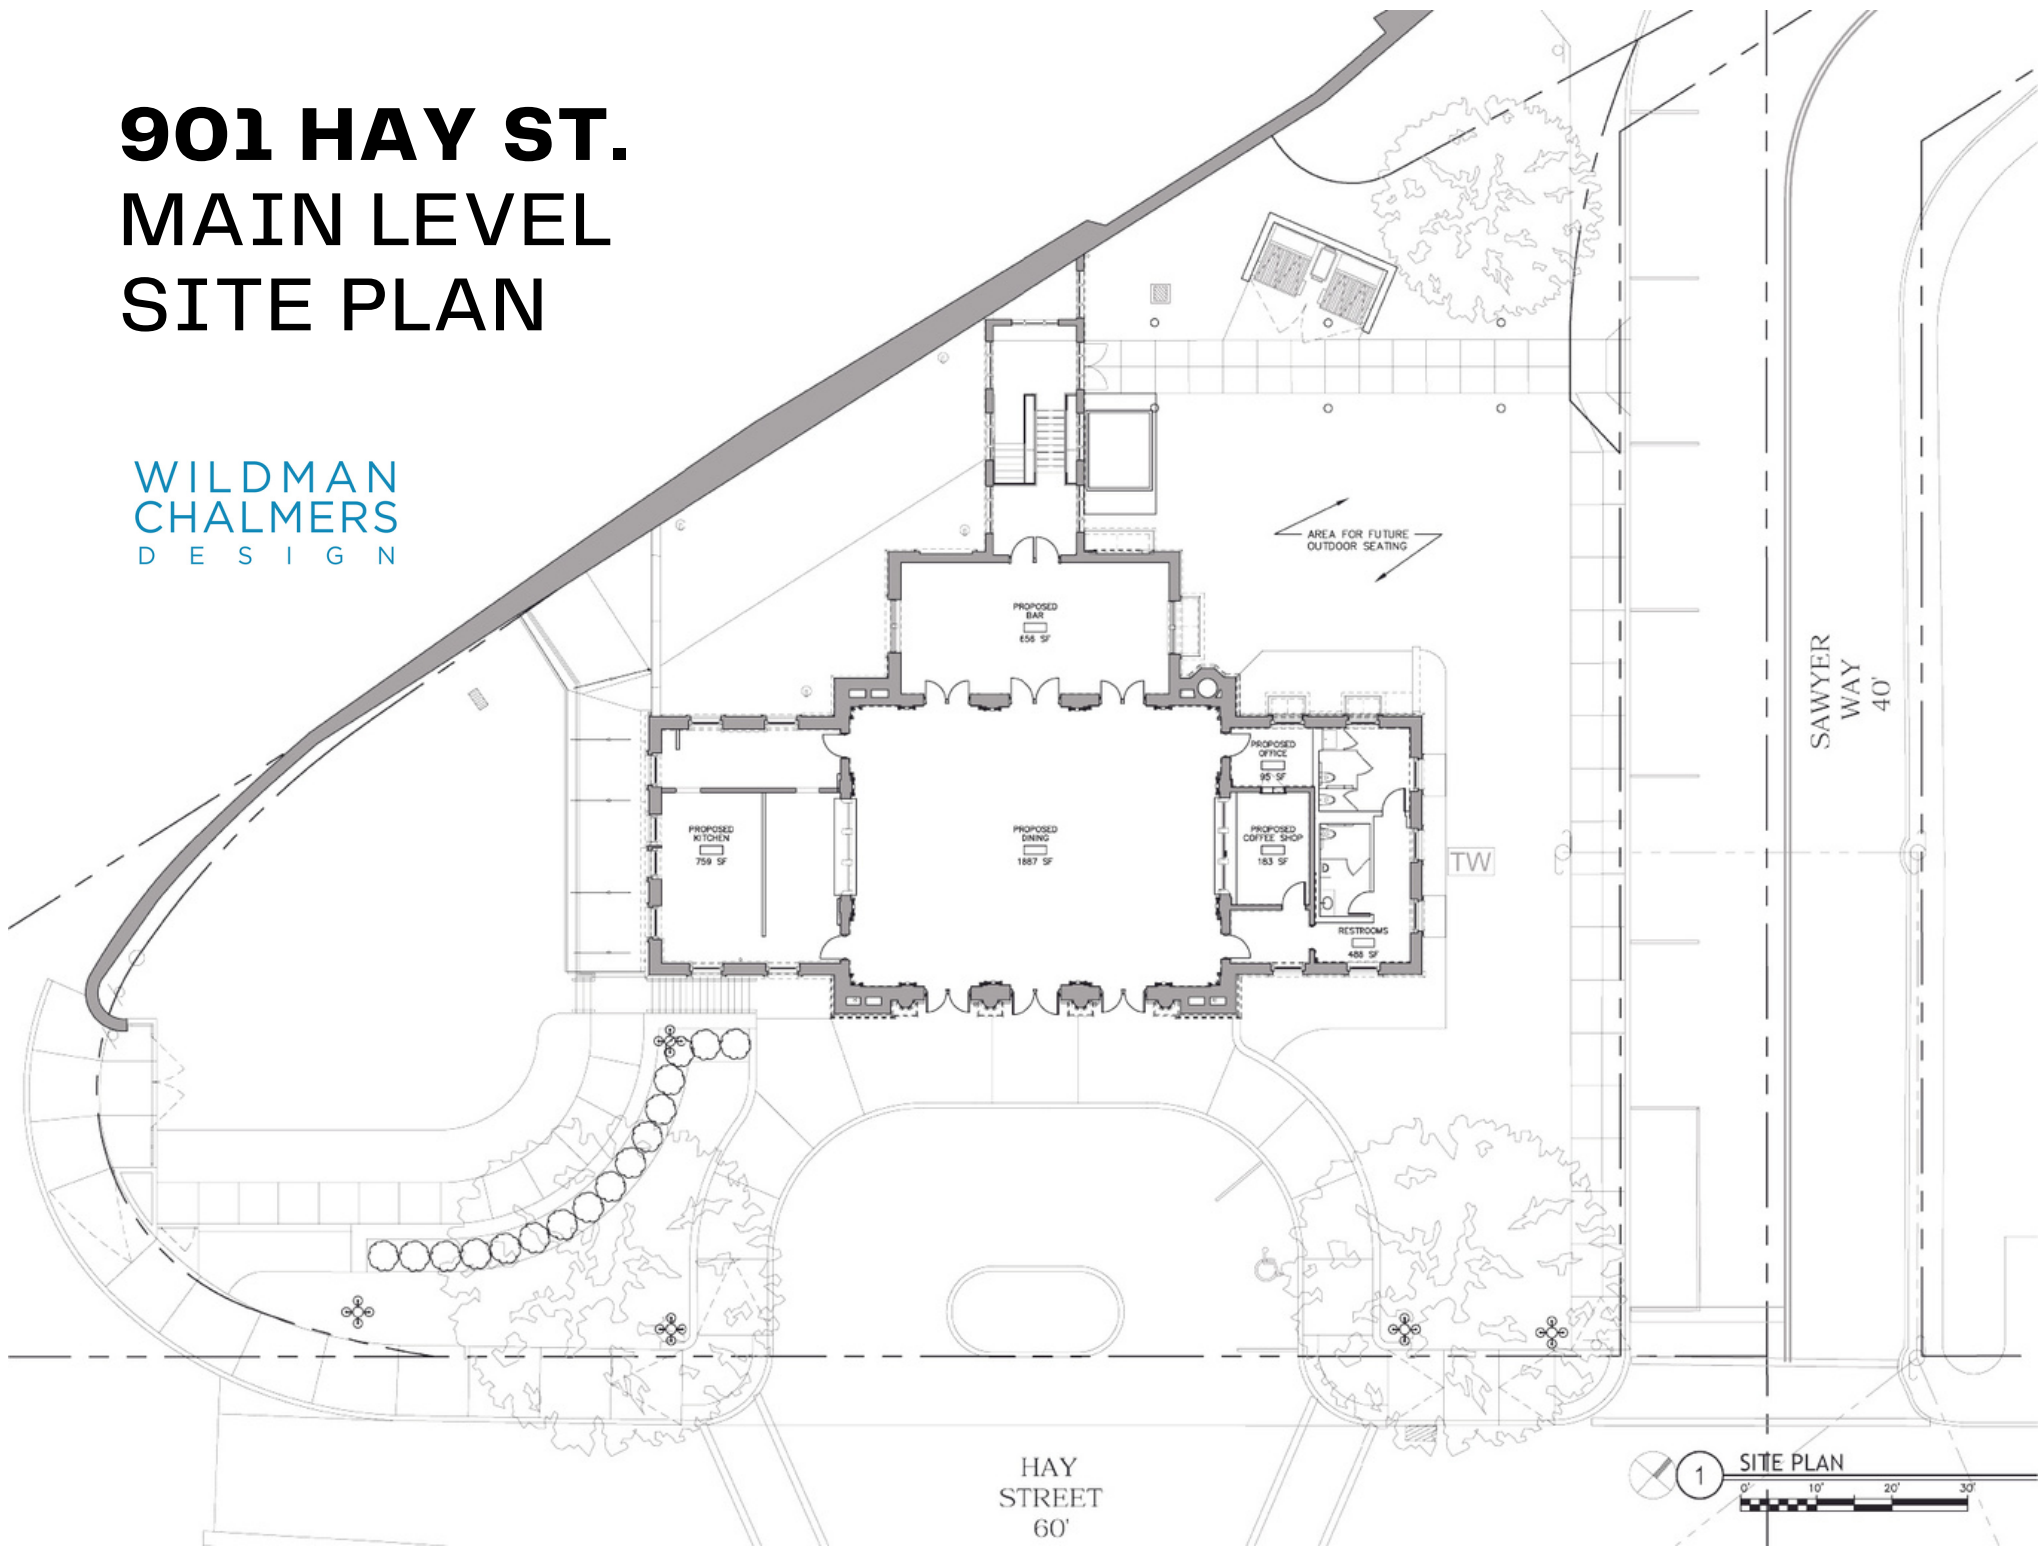 901 HAY ST.
MAIN LEVEL
SITE PLAN
WILDMAN
CHALMERS
DESIGN
AREA FOR FUTURE
OUTDOOR SEATING
PROPOSED
BAR
656 SF
SAWYER
WAY
40'
PROPOSED
OFFICE
95 SF
PROPOSED
KITCHEN
759 SF
PROPOSED
DINING
1887 SF
PROPOSED
COFFEE SHOP
183 SF
TW
RESTROOMS
488 SF
HAY
STREET
60'
1
SITE PLAN
0' 10' 20' 30'